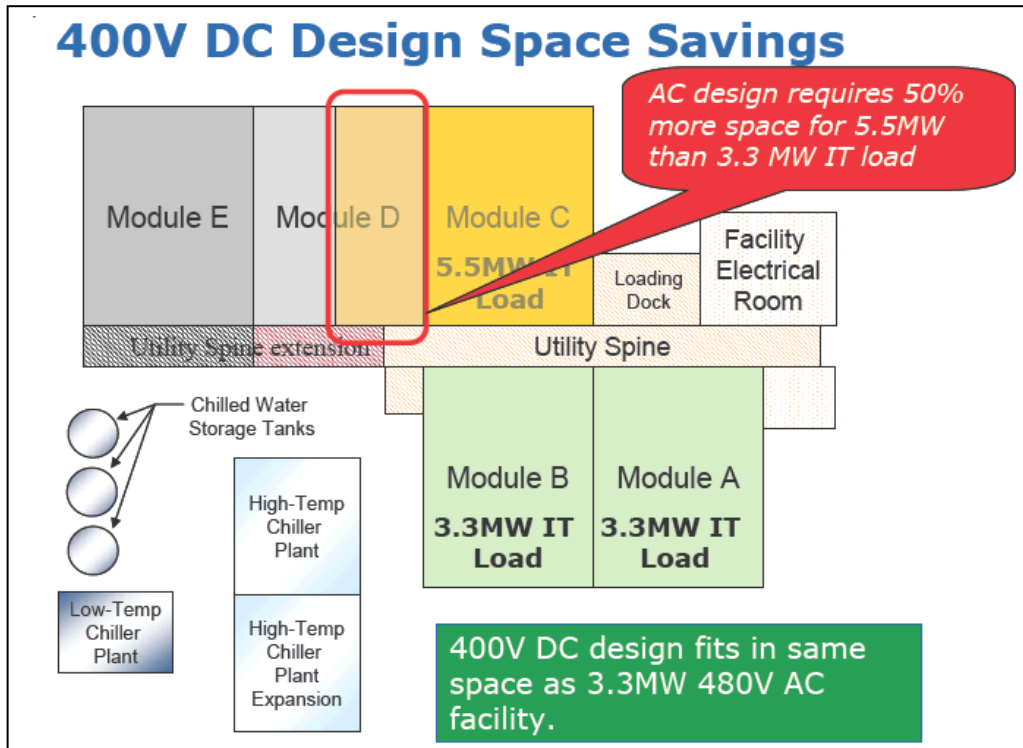 400V DC Design Space Savings
AC design requires 50%
more space for 5.5MW
than 3.3 MW IT load
Module E
Module D
Module C
5.5MW IT
Load
Loading
Dock
Facility
Electrical
Room
Utility Spine extension
Utility Spine
Chilled Water
Storage Tanks
High-Temp
Chiller
Plant
Module B
3.3MW IT
Load
Module A
3.3MW IT
Load
Low-Temp
Chiller
Plant
High-Temp
Chiller
Plant
Expansion
400V DC design fits in same
space as 3.3MW 480V AC
facility.